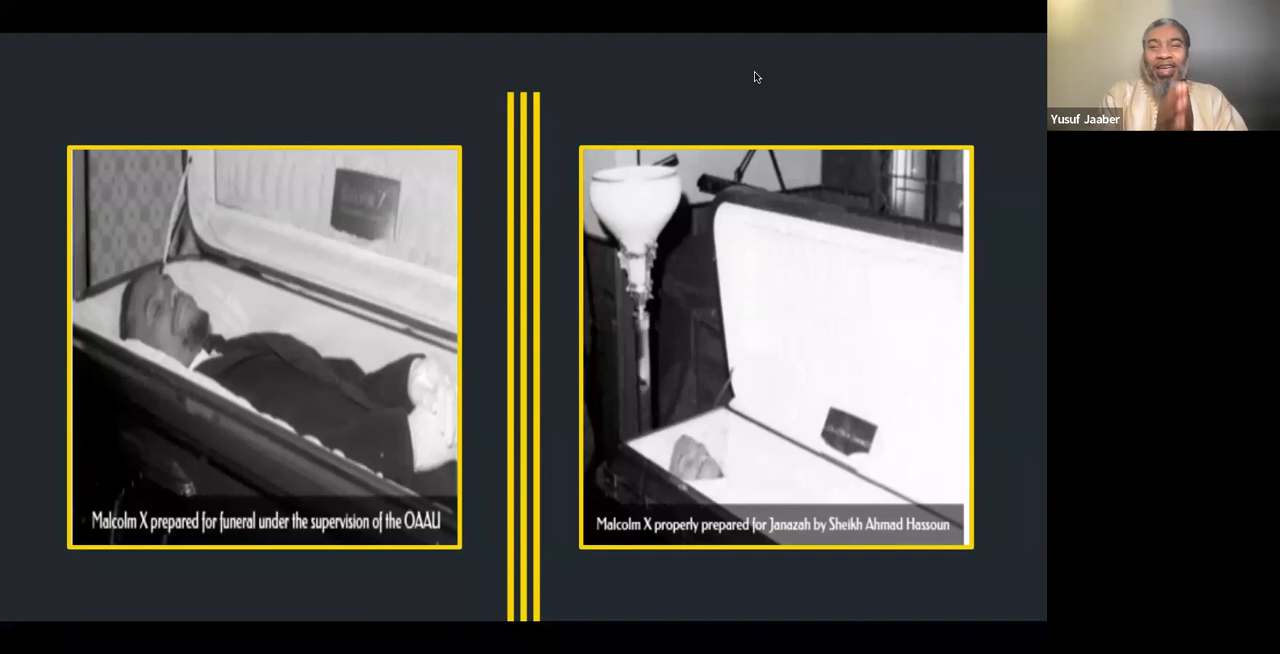 Yusuf Jaaber
Malcolm X prepared for funeral under the supervision of the OAAU
Malcolm X properly prepared for Janazah by Sheikh Ahmad Hassoun